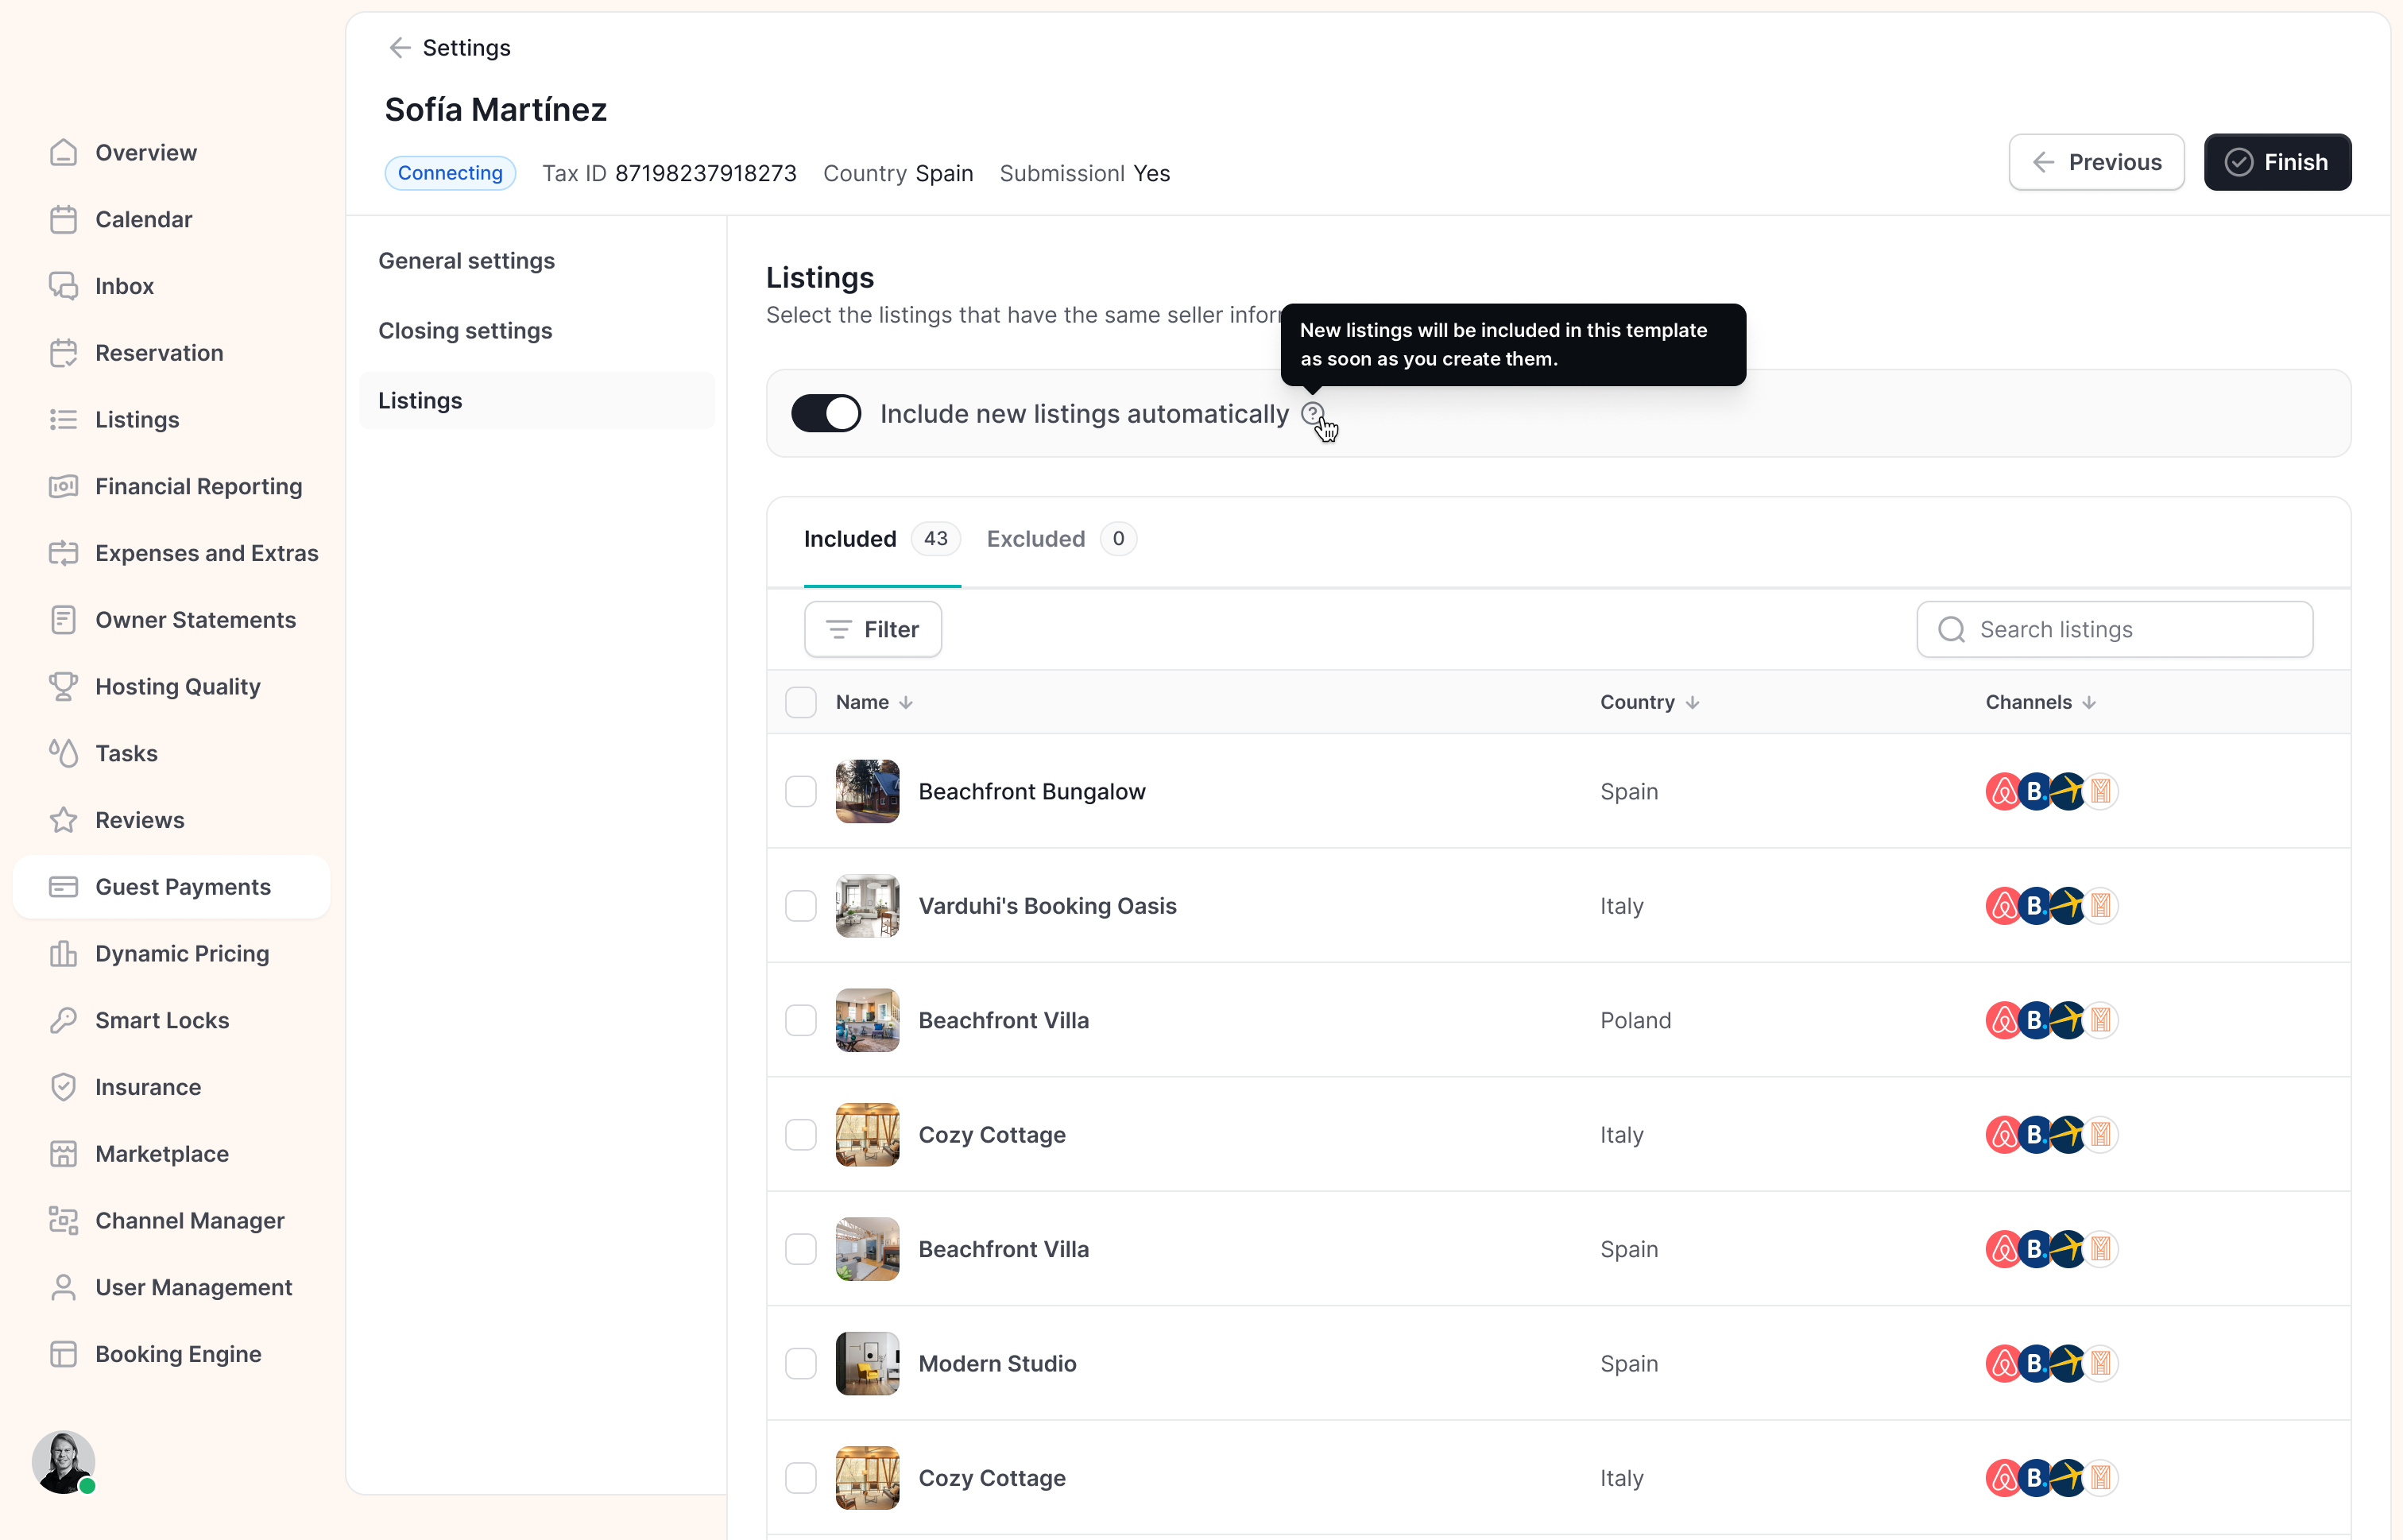 Settings
Sofía Martínez
Connecting Tax ID 87198237918273 Country Spain Submissionl Yes
Previous
Finish
Overview
Calendar
Inbox
Reservation
Listings
Financial Reporting
Expenses and Extras
Owner Statements
Hosting Quality
Tasks
Reviews
Guest Payments
Dynamic Pricing
Smart Locks
Insurance
Marketplace
Channel Manager
User Management
Booking Engine
General settings
Closing settings
Listings
Listings
Select the listings that have the same seller
New listings will be included in this template
as soon as you create them.
Include new listings automatically ?
Included 43 Excluded 0
Filter
Search listings
Name Country Channels
Beachfront Bungalow Spain B.
Varduhi's Booking Oasis Italy B.
Beachfront Villa Poland B.
Cozy Cottage Italy B.
Beachfront Villa Spain B.
Modern Studio Spain B.
Cozy Cottage Italy B.